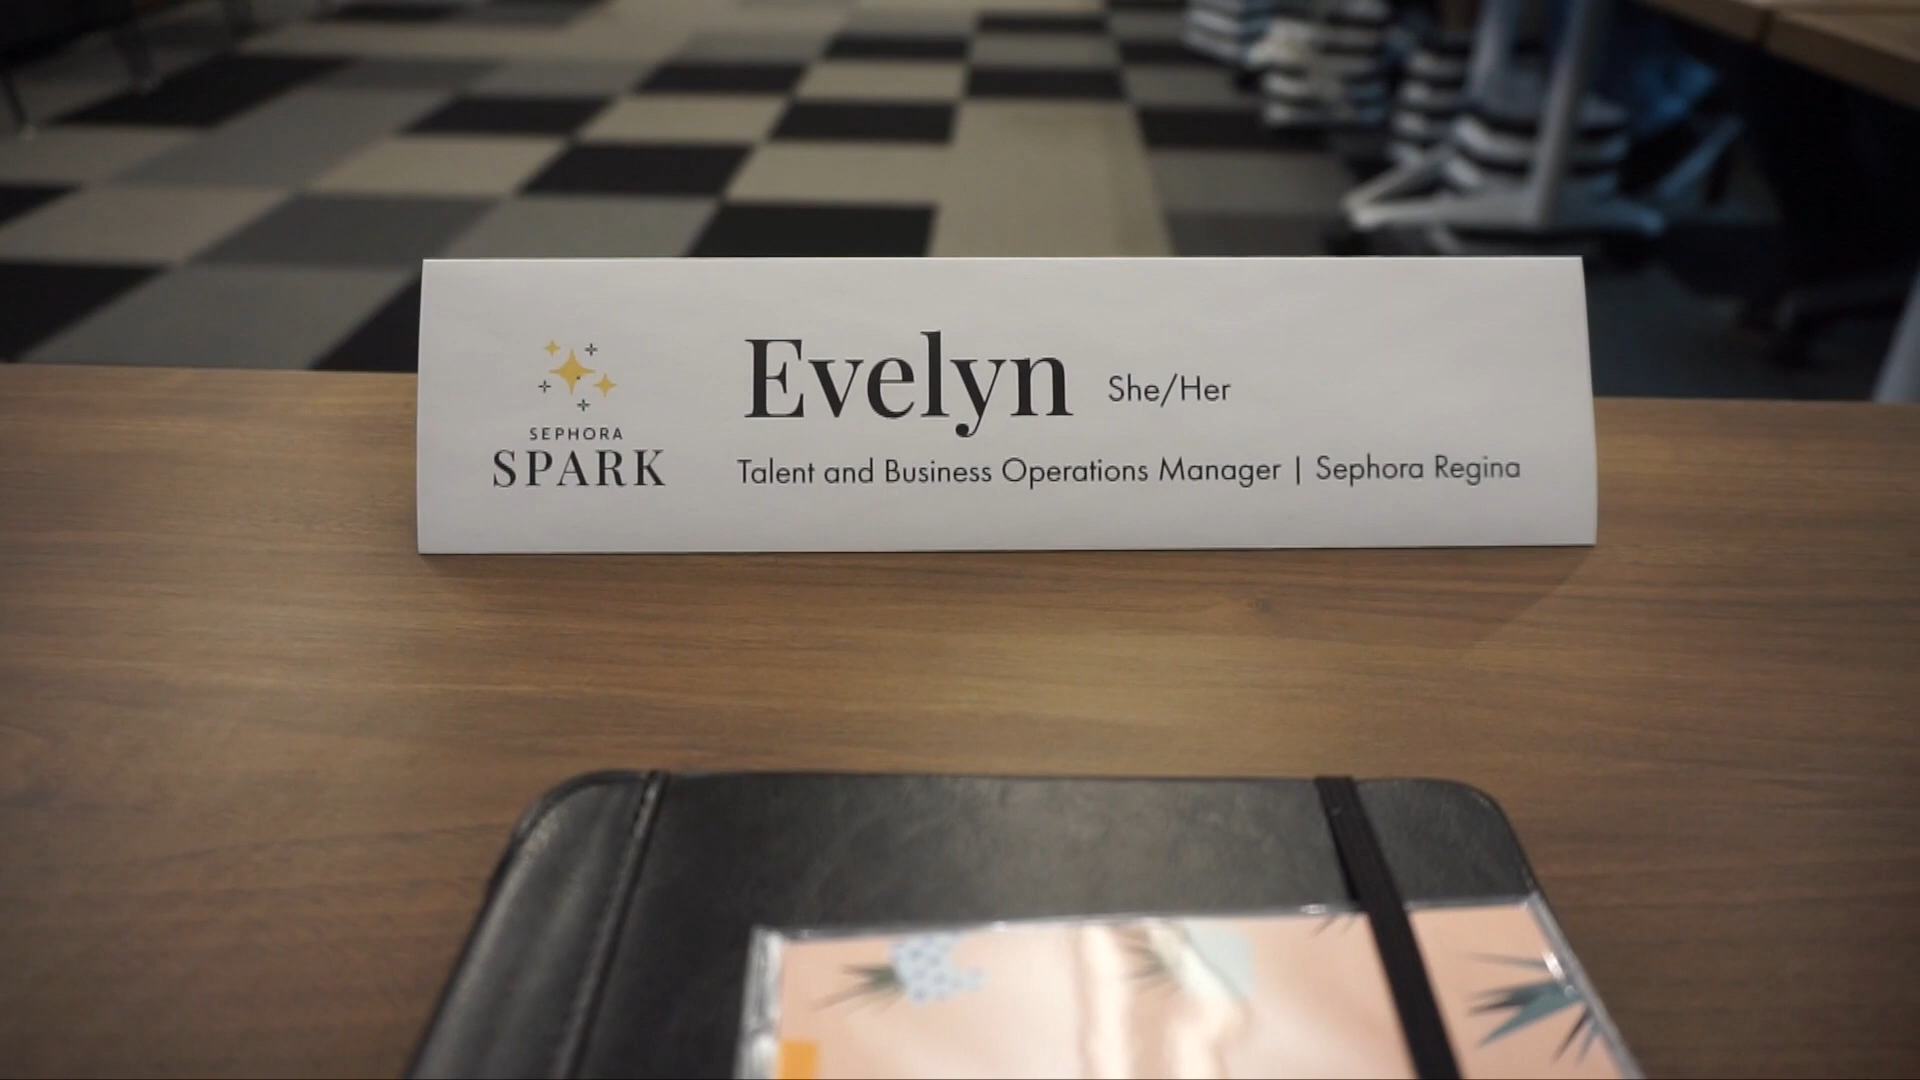 SEPHORA
SPARK
Evelyn She/Her
Talent and Business Operations Manager | Sephora Regina